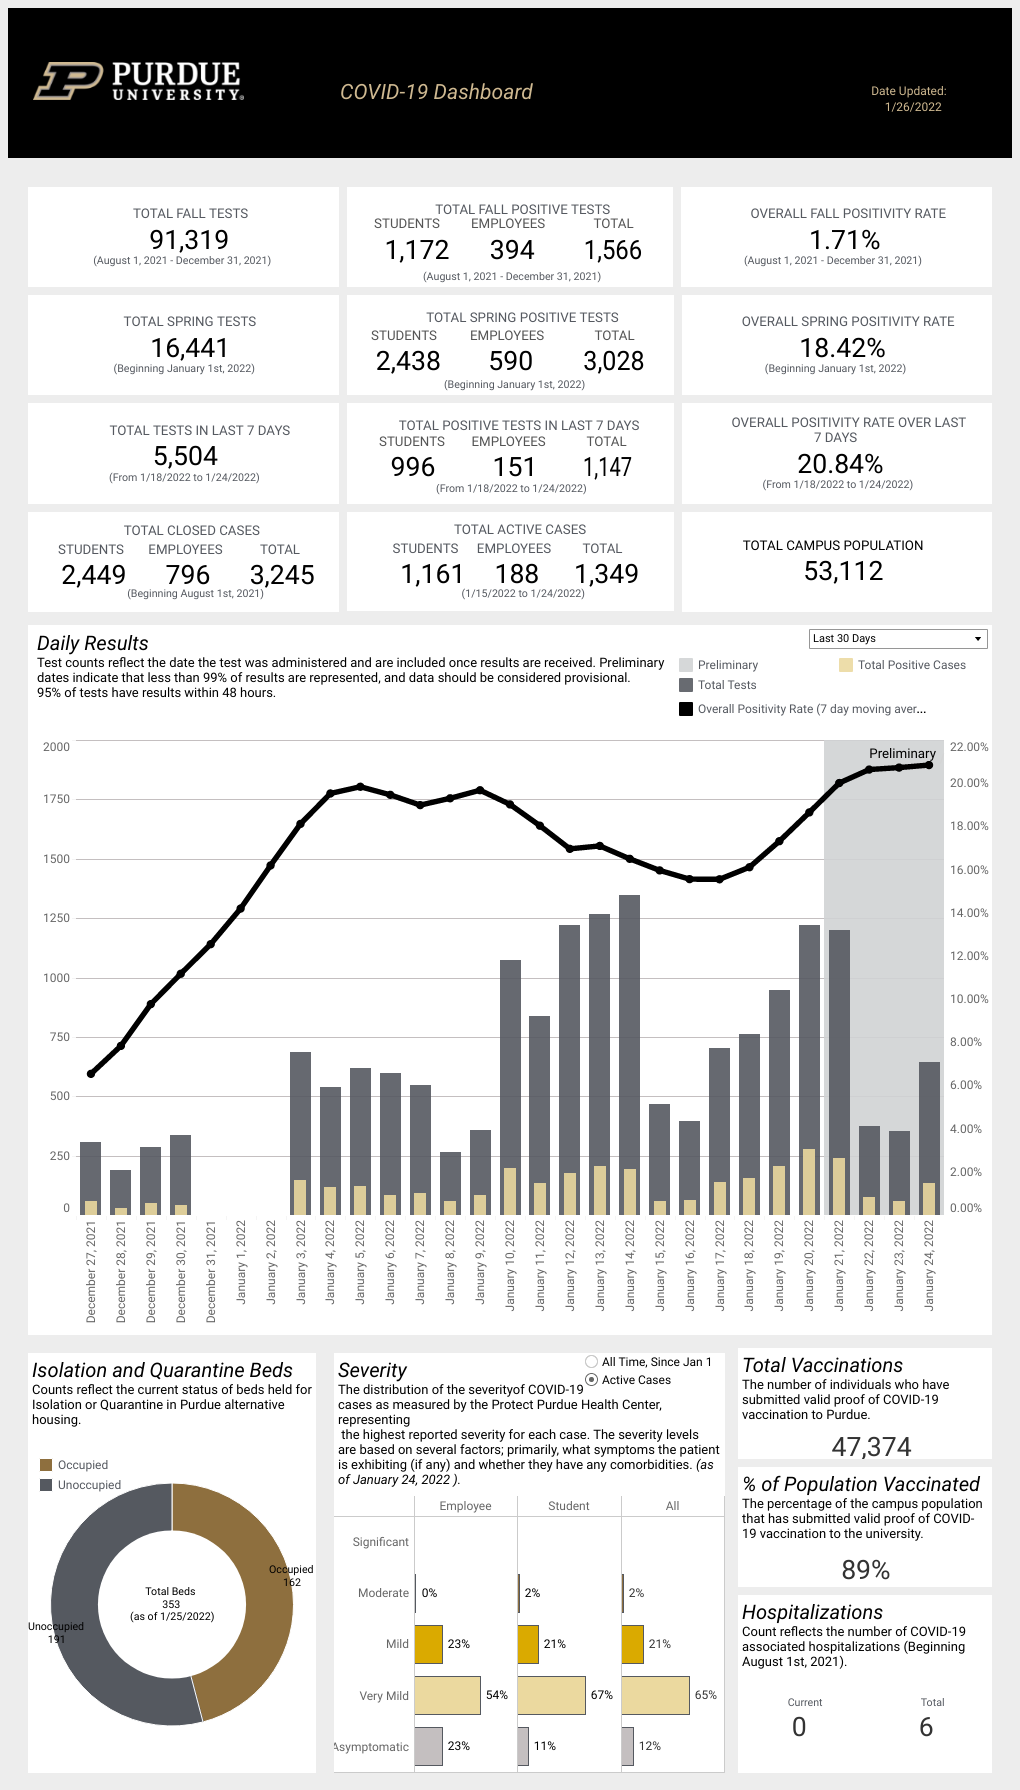 PURDUE
UNIVERSITY®
COVID-19 Dashboard
Date Updated:
1/26/2022
TOTAL FALL TESTS
91,319
(August 1, 2021 - December 31, 2021)
TOTAL FALL POSITIVE TESTS
STUDENTS EMPLOYEES TOTAL
1,172 394 1,566
(August 1, 2021 - December 31, 2021)
OVERALL FALL POSITIVITY RATE
1.71%
(August 1, 2021 - December 31, 2021)
TOTAL SPRING TESTS
16,441
(Beginning January 1st, 2022)
TOTAL SPRING POSITIVE TESTS
STUDENTS EMPLOYEES TOTAL
2,438 590 3,028
(Beginning January 1st, 2022)
OVERALL SPRING POSITIVITY RATE
18.42%
(Beginning January 1st, 2022)
TOTAL TESTS IN LAST 7 DAYS
5,504
(From 1/18/2022 to 1/24/2022)
TOTAL POSITIVE TESTS IN LAST 7 DAYS
STUDENTS EMPLOYEES TOTAL
996 151 1,147
(From 1/18/2022 to 1/24/2022)
OVERALL POSITIVITY RATE OVER LAST
7 DAYS
20.84%
(From 1/18/2022 to 1/24/2022)
TOTAL CLOSED CASES
STUDENTS EMPLOYEES TOTAL
2,449 796 3,245
(Beginning August 1st, 2021)
TOTAL ACTIVE CASES
STUDENTS EMPLOYEES TOTAL
1,161 188 1,349
(1/15/2022 to 1/24/2022)
TOTAL CAMPUS POPULATION
53,112
Daily Results
Test counts reflect the date the test was administered and are included once results are received. Preliminary
dates indicate that less than 99% of results are represented, and data should be considered provisional.
95% of tests have results within 48 hours.
Last 30 Days
Preliminary
Total Positive Cases
Total Tests
Overall Positivity Rate (7 day moving aver...
Preliminary
2000
1750
1500
1250
1000
750
500
250
0
22.00%
20.00%
18.00%
16.00%
14.00%
12.00%
10.00%
8.00%
6.00%
4.00%
2.00%
0.00%
December 27, 2021
December 28, 2021
December 29, 2021
December 30, 2021
December 31, 2021
January 1, 2022
January 2, 2022
January 3, 2022
January 4, 2022
January 5, 2022
January 6, 2022
January 7, 2022
January 8, 2022
January 9, 2022
January 10, 2022
January 11, 2022
January 12, 2022
January 13, 2022
January 14, 2022
January 15, 2022
January 16, 2022
January 17, 2022
January 18, 2022
January 19, 2022
January 20, 2022
January 21, 2022
January 22, 2022
January 23, 2022
January 24, 2022
Isolation and Quarantine Beds
Counts reflect the current status of beds held for
Isolation or Quarantine in Purdue alternative
housing.
Occupied
Unoccupied
Occupied
162
Total Beds
353
(as of 1/25/2022)
Unoccupied
191
Severity
All Time, Since Jan 1
Active Cases
The distribution of the severityof COVID-19
cases as measured by the Protect Purdue Health Center,
representing
the highest reported severity for each case. The severity levels
are based on several factors; primarily, what symptoms the patient
is exhibiting (if any) and whether they have any comorbidities. (as
of January 24, 2022 ).
Employee Student All
Significant
Moderate 0% 2% 2%
Mild 23% 21% 21%
Very Mild 54% 67% 65%
Asymptomatic 23% 11% 12%
Total Vaccinations
The number of individuals who have
submitted valid proof of COVID-19
vaccination to Purdue.
47,374
% of Population Vaccinated
The percentage of the campus population
that has submitted valid proof of COVID-
19 vaccination to the university.
89%
Hospitalizations
Count reflects the number of COVID-19
associated hospitalizations (Beginning
August 1st, 2021).
Current Total
0 6